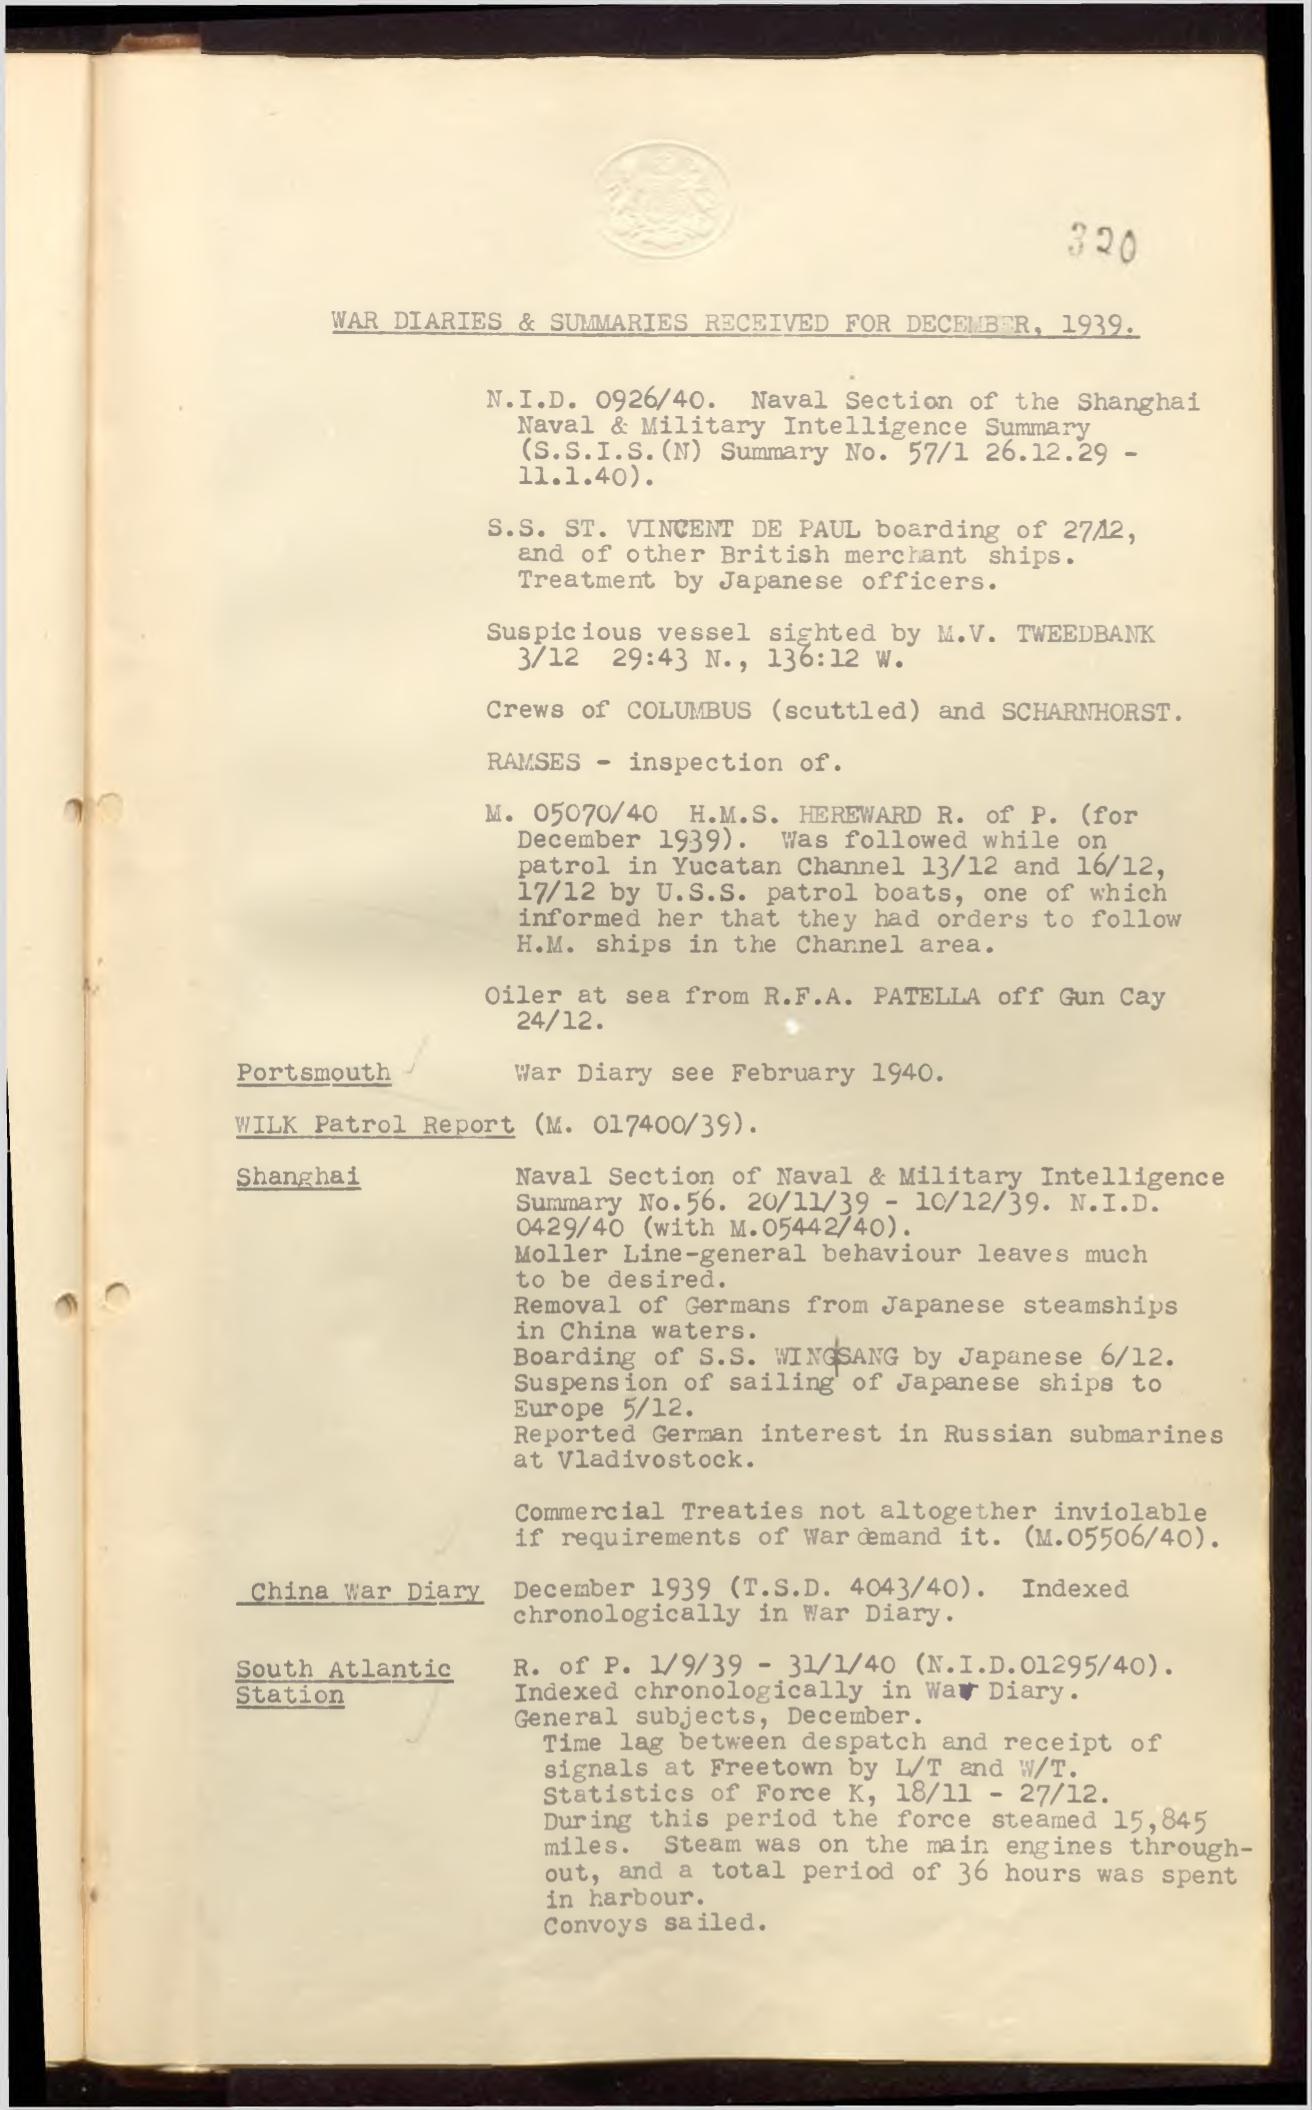 320
WAR DIARIES & SUMMARIES RECEIVED FOR DECEMBER, 1939.
N.I.D. 0926/40. Naval Section of the Shanghai
Naval & Military Intelligence Summary
(S.S.I.S.(N) Summary No. 57/1 26.12.29 -
11.1.40).
S.S. ST. VINCENT DE PAUL boarding of 27/12,
and of other British merchant ships.
Treatment by Japanese officers.
Suspicious vessel sighted by M.V. TWEEDBANK
3/12 29:43 N., 136:12 W.
Crews of COLUMBUS (scuttled) and SCHARNHORST.
RAMSES - inspection of.
M. 05070/40 H.M.S. HEREWARD R. of P. (for
December 1939). Was followed while on
patrol in Yucatan Channel 13/12 and 16/12,
17/12 by U.S.S. patrol boats, one of which
informed her that they had orders to follow
H.M. ships in the Channel area.
Oiler at sea from R.F.A. PATELLA off Gun Cay
24/12.
Portsmouth War Diary see February 1940.
WILK Patrol Report (M. 017400/39).
Shanghai Naval Section of Naval & Military Intelligence
Summary No.56. 20/11/39 - 10/12/39. N.I.D.
0429/40 (with M.05442/40).
Moller Line-general behaviour leaves much
to be desired.
Removal of Germans from Japanese steamships
in China waters.
Boarding of S.S. WINGSANG by Japanese 6/12.
Suspension of sailing of Japanese ships to
Europe 5/12.
Reported German interest in Russian submarines
at Vladivostock.
Commercial Treaties not altogether inviolable
if requirements of War demand it. (M.05506/40).
China War Diary December 1939 (T.S.D. 4043/40). Indexed
chronologically in War Diary.
South Atlantic R. of P. 1/9/39 - 31/1/40 (N.I.D.01295/40).
Station Indexed chronologically in War Diary.
General subjects, December.
Time lag between despatch and receipt of
signals at Freetown by L/T and W/T.
Statistics of Force K, 18/11 - 27/12.
During this period the force steamed 15,845
miles. Steam was on the main engines through-
out, and a total period of 36 hours was spent
in harbour.
Convoys sailed.